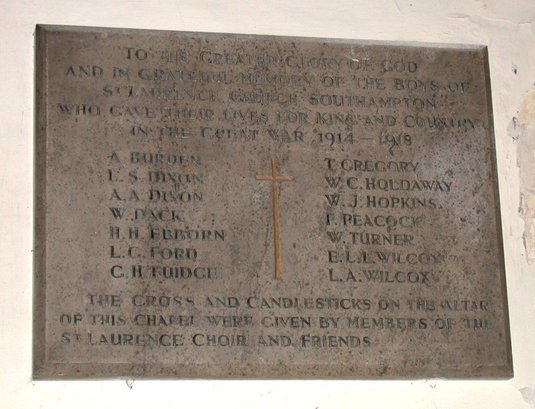 TO THE GREATER GLORY OF GOD
AND IN GRATEFUL MEMORY OF THE BOYS OF
ST LAURENCE CHURCH SOUTHAMPTON
WHO GAVE THEIR LIVES FOR KING AND COUNTRY
IN THE GREAT WAR 1914-1918
A. BURDEN
L. S. DIXON
A. A. DIXON
W. DACK
H. H. EBBORN
L. G. FORD
C. H. FUIDGE
T. GREGORY
W. C. HOLDAWAY
W. J. HOPKINS.
F. PEACOCK
W. TURNER
E. L. L. WILCOX
L. A. WILCOX
THE CROSS AND CANDLESTICKS ON THE ALTAR
OF THIS CHAPEL WERE GIVEN BY MEMBERS OF THE
ST LAURENCE CHOIR AND FRIENDS.